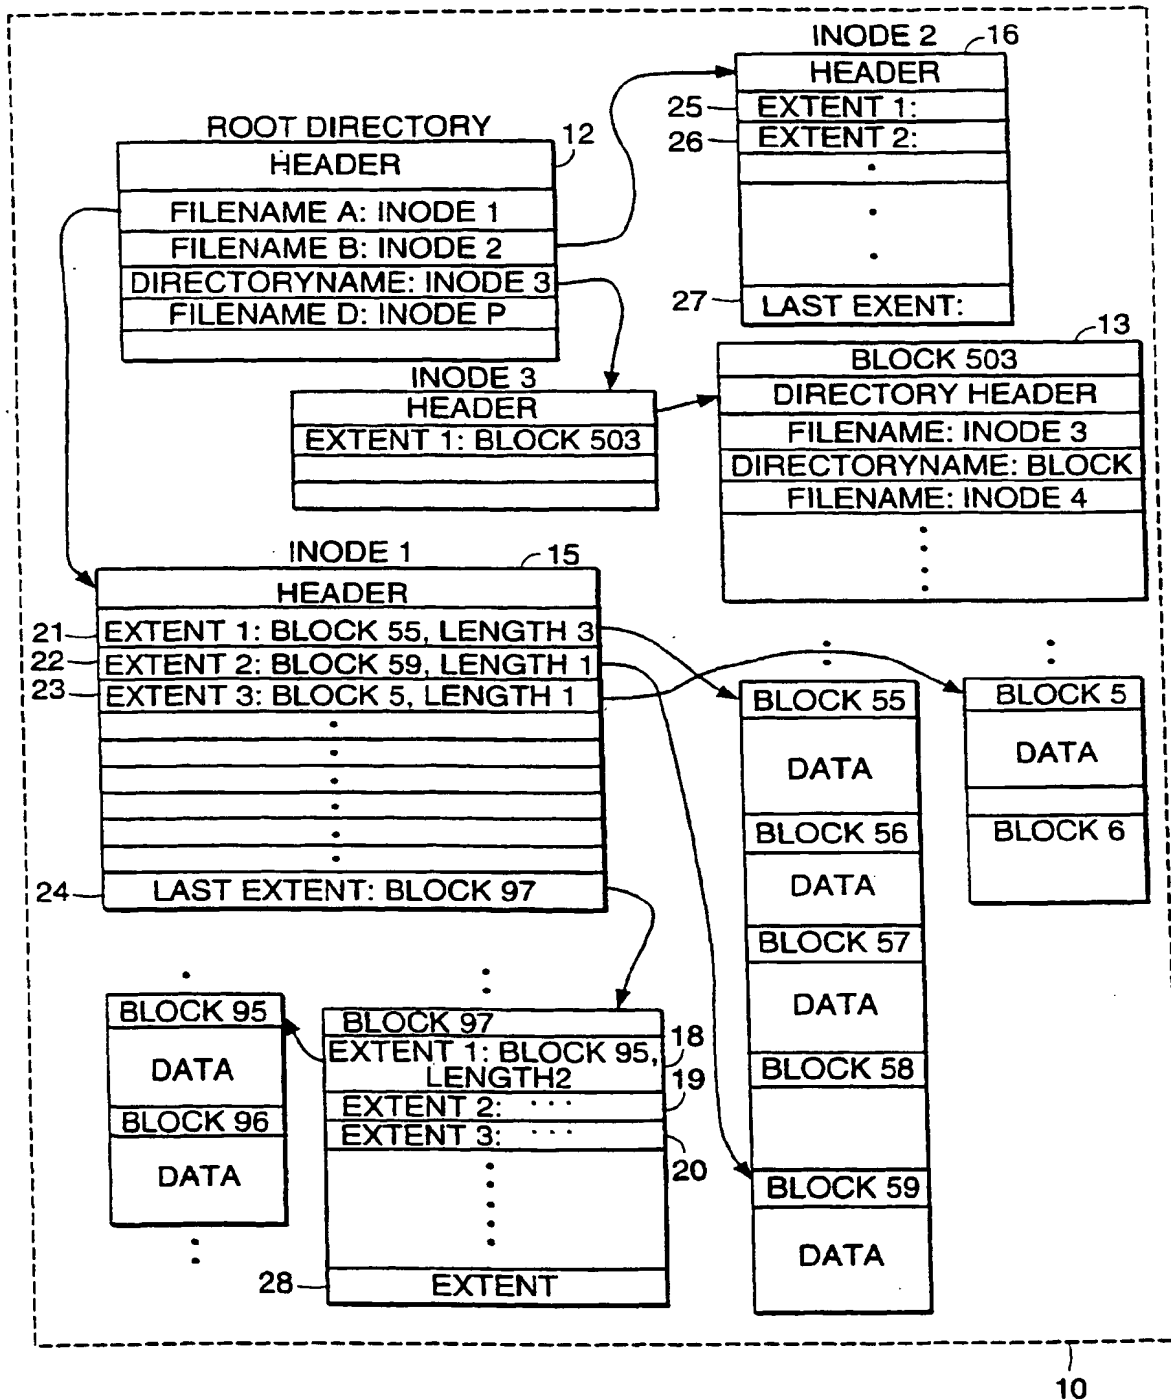 INODE 2
16
HEADER
25
EXTENT 1:
26
EXTENT 2:
27
LAST EXENT:
ROOT DIRECTORY
12
HEADER
FILENAME A: INODE 1
FILENAME B: INODE 2
DIRECTORYNAME: INODE 3
FILENAME D: INODE P
INODE 3
HEADER
EXTENT 1: BLOCK 503
13
BLOCK 503
DIRECTORY HEADER
FILENAME: INODE 3
DIRECTORYNAME: BLOCK
FILENAME: INODE 4
INODE 1
15
HEADER
21
EXTENT 1: BLOCK 55, LENGTH 3
22
EXTENT 2: BLOCK 59, LENGTH 1
23
EXTENT 3: BLOCK 5, LENGTH 1
24
LAST EXTENT: BLOCK 97
BLOCK 55
DATA
BLOCK 56
DATA
BLOCK 57
DATA
BLOCK 58
BLOCK 59
DATA
BLOCK 5
DATA
BLOCK 6
BLOCK 95
DATA
BLOCK 96
DATA
BLOCK 97
EXTENT 1: BLOCK 95,
LENGTH2
18
EXTENT 2: · · ·
19
EXTENT 3: · · ·
20
28
EXTENT
10